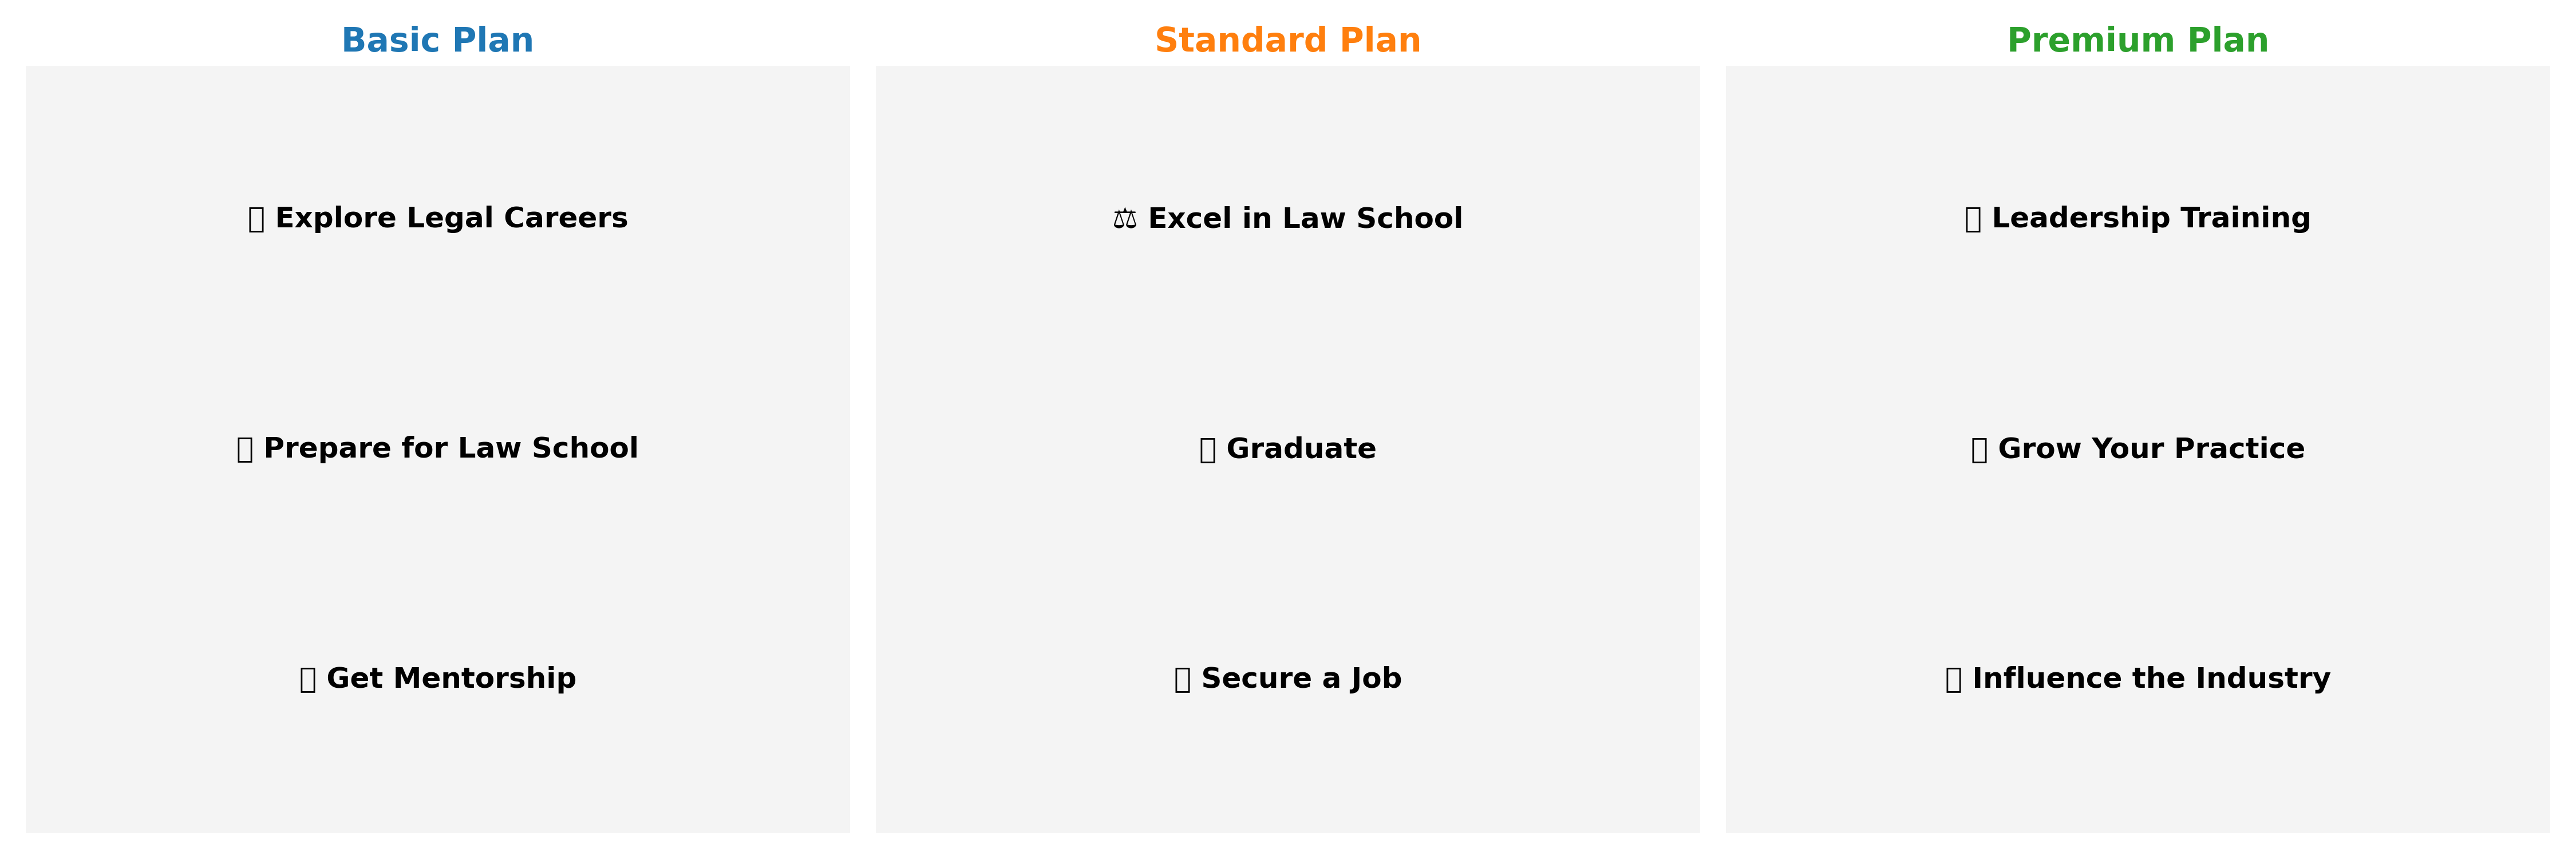 Basic Plan
Explore Legal Careers
Prepare for Law School
Get Mentorship
Standard Plan
⚖ Excel in Law School
Graduate
Secure a Job
Premium Plan
Leadership Training
Grow Your Practice
Influence the Industry